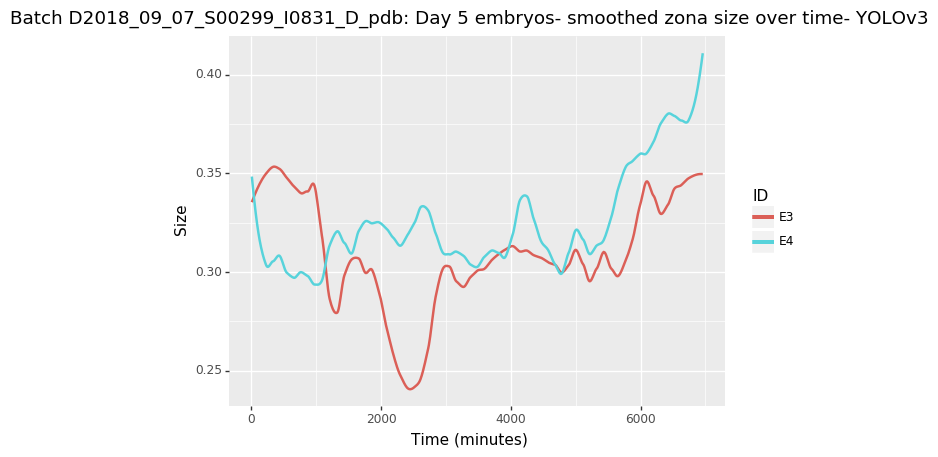 Batch D2018_09_07_S00299_I0831_D_pdb: Day 5 embryos- smoothed zona size over time- YOLOv3
0.40
0.35
0.30
0.25
Size
0 2000 4000 6000
Time (minutes)
ID
E3
E4